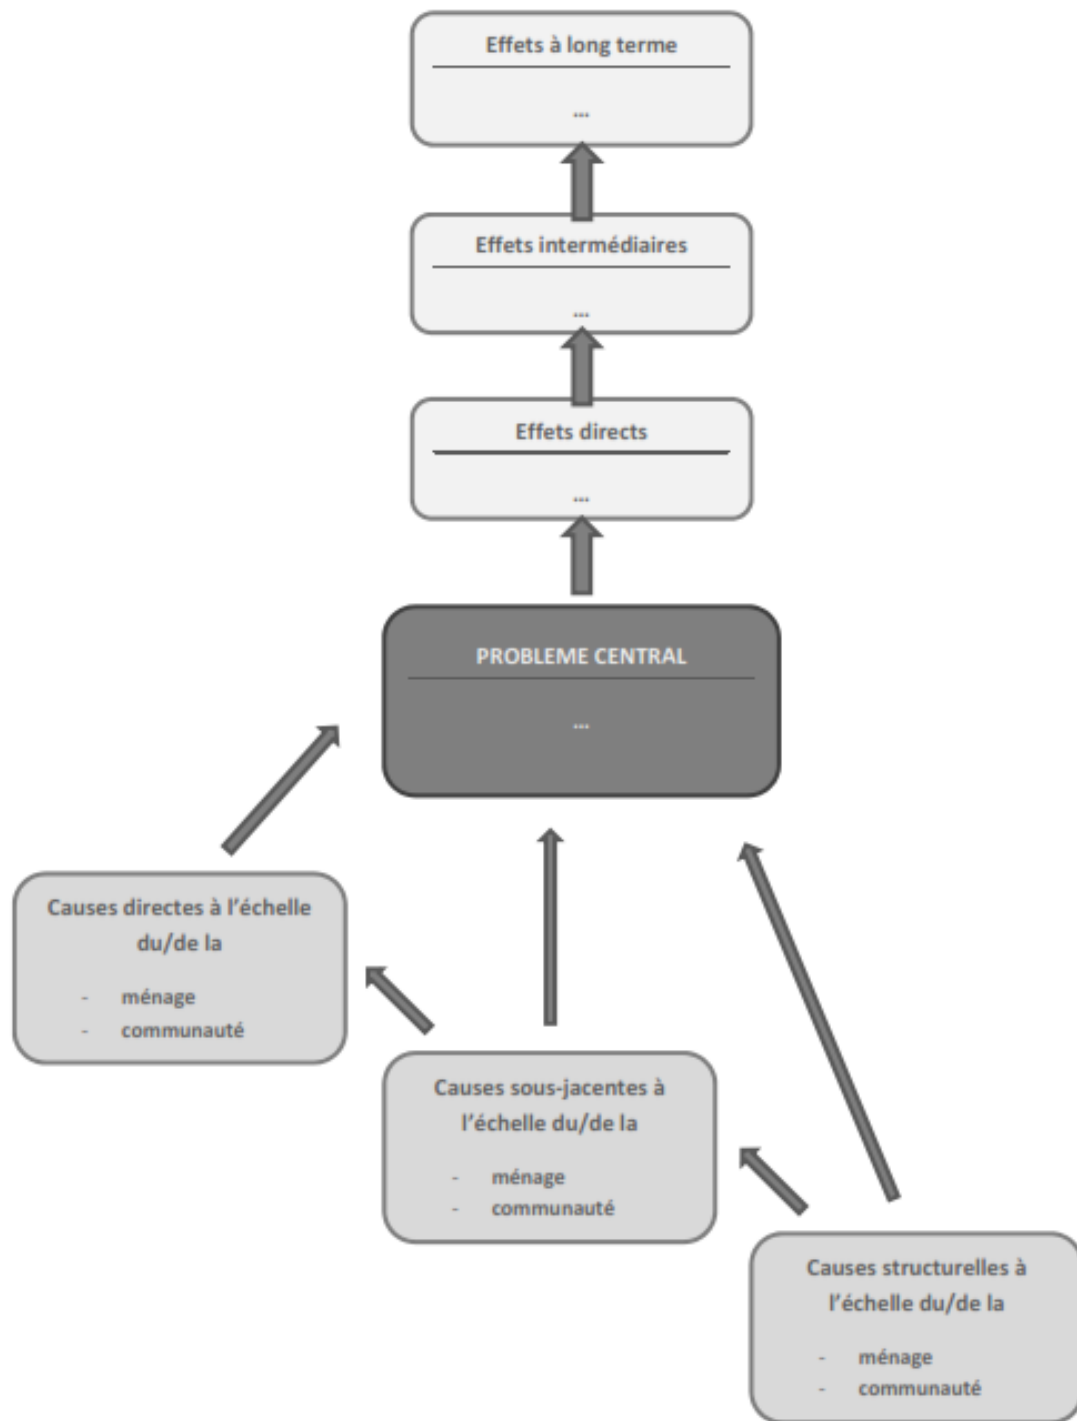 Effets à long terme
...
Effets intermédiaires
...
Effets directs
...
PROBLEME CENTRAL
...
Causes directes à l’échelle
du/de la
- ménage
- communauté
Causes sous-jacentes à
l’échelle du/de la
- ménage
- communauté
Causes structurelles à
l’échelle du/de la
- ménage
- communauté